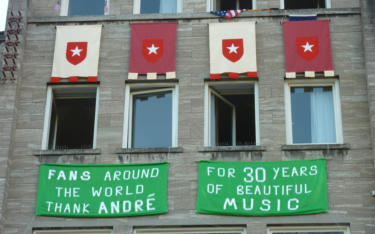 FANS AROUND
THE WORLD
THANK ANDRÉ
FOR 30 YEARS
OF BEAUTIFUL
MUSIC